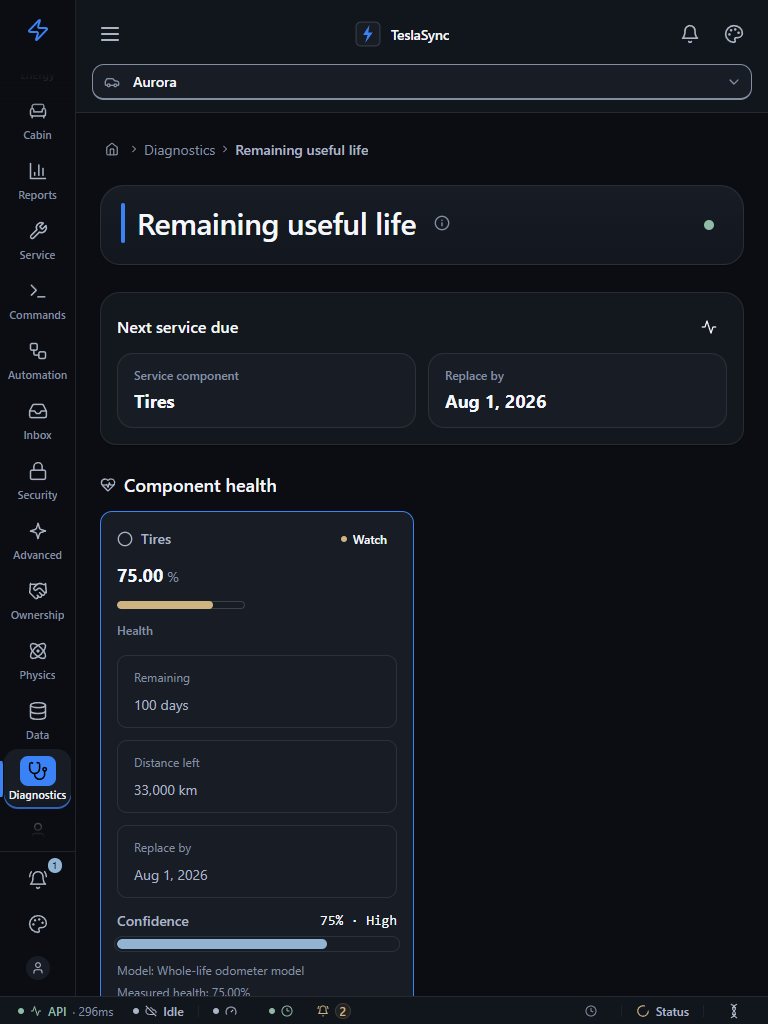 TeslaSync
Aurora
Energy
Cabin
Reports
Service
Commands
Automation
Inbox
Security
Advanced
Ownership
Physics
Data
Diagnostics
1
Diagnostics
Remaining useful life
Remaining useful life
Next service due
Service component
Tires
Replace by
Aug 1, 2026
Component health
Tires
Watch
75.00 %
Health
Remaining
100 days
Distance left
33,000 km
Replace by
Aug 1, 2026
Confidence
75% · High
Model: Whole-life odometer model
Measured health: 75.00%
API · 296ms
Idle
2
Status